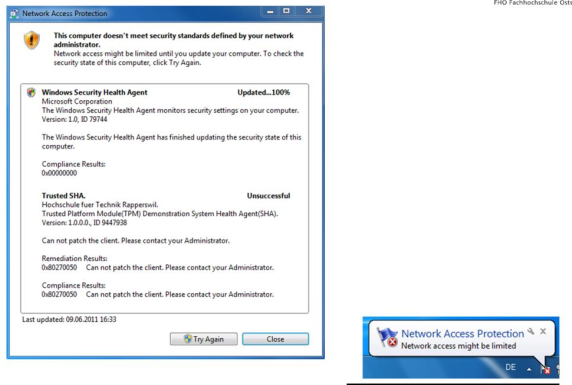 FHO Fachhochschule Osts
Network Access Protection
This computer doesn't meet security standards defined by your network
administrator.
Network access might be limited until you update your computer. To check the
security state of this computer, click Try Again.
Windows Security Health Agent Updated...100%
Microsoft Corporation
The Windows Security Health Agent monitors security settings on your computer.
Version: 1.0, ID 79744
The Windows Security Health Agent has finished updating the security state of this
computer.
Compliance Results:
0x00000000
Trusted SHA. Unsuccessful
Hochschule fuer Technik Rapperswil.
Trusted Platform Module(TPM) Demonstration System Health Agent(SHA).
Version: 1.0.0.0., ID 9447938
Can not patch the client. Please contact your Administrator.
Remediation Results:
0x80270050 Can not patch the client. Please contact your Administrator.
Compliance Results:
0x80270050 Can not patch the client. Please contact your Administrator.
Last updated: 09.06.2011 16:33
Try Again Close
Network Access Protection
Network access might be limited
DE